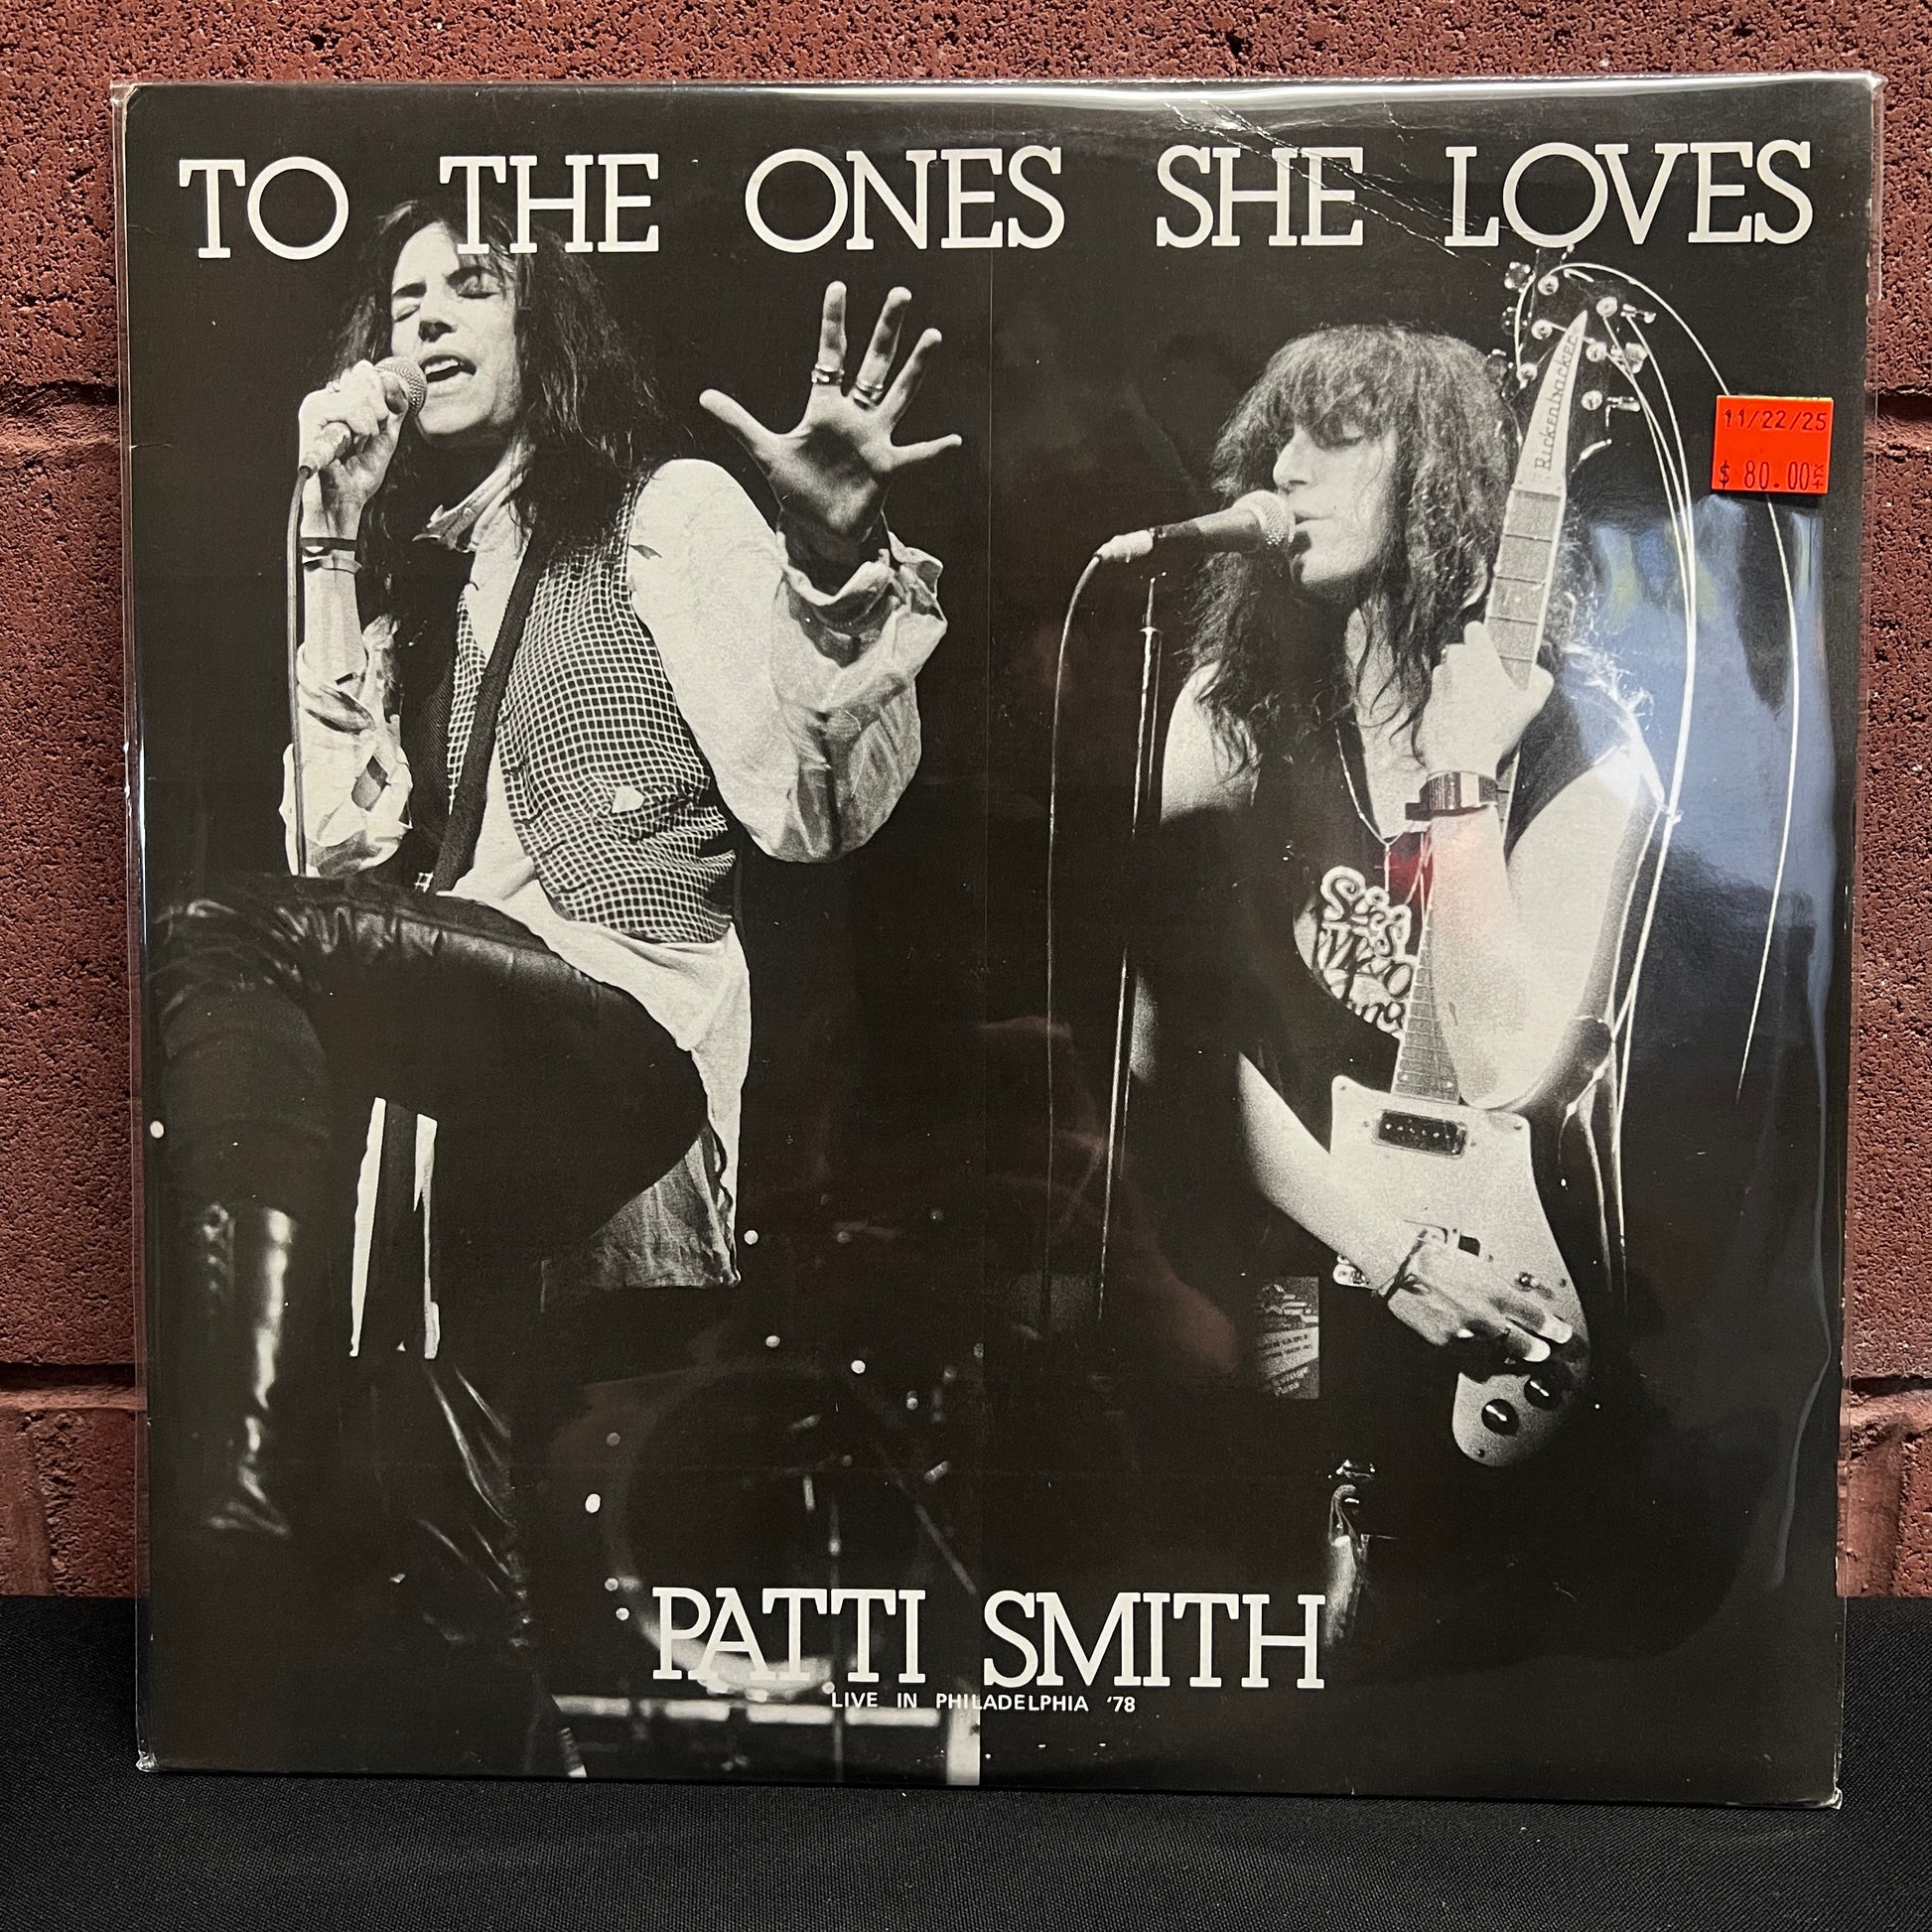 TO THE ONES SHE LOVES
Rickenbacker
11/22/25
$ 80.00
PATTI SMITH
LIVE IN PHILADELPHIA '78